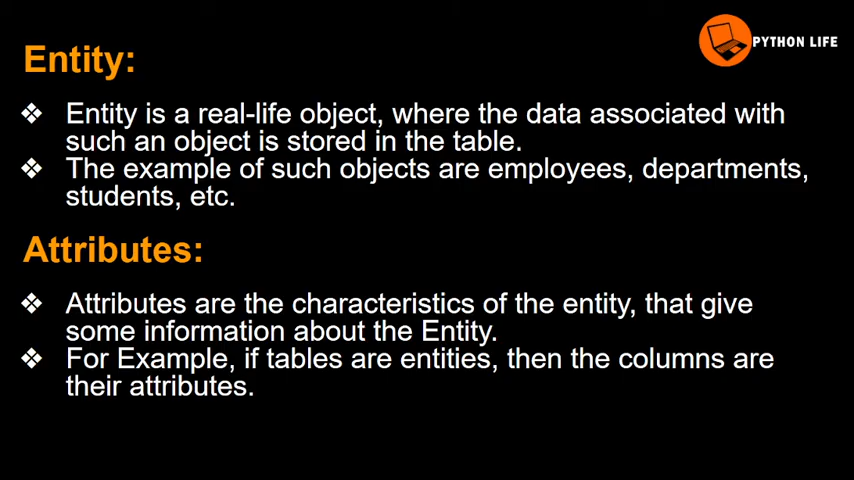 PYTHON LIFE
Entity:
❖ Entity is a real-life object, where the data associated with
such an object is stored in the table.
❖ The example of such objects are employees, departments,
students, etc.
Attributes:
❖ Attributes are the characteristics of the entity, that give
some information about the Entity.
❖ For Example, if tables are entities, then the columns are
their attributes.